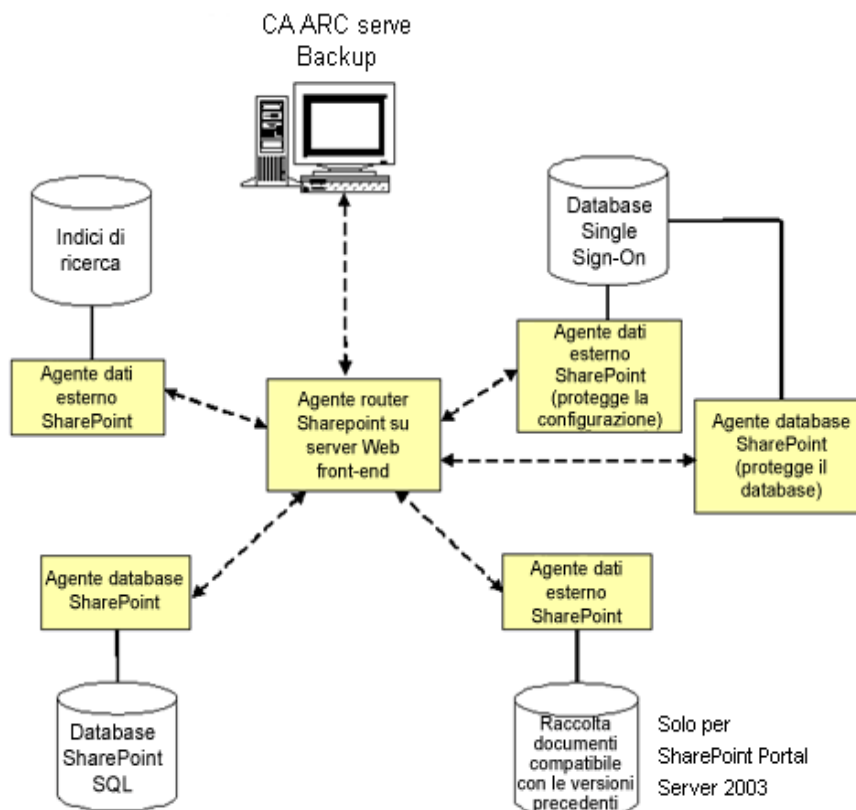 CA ARC serve
Backup
Indici di
ricerca
Database
Single
Sign-On
Agente dati
esterno
SharePoint
Agente router
Sharepoint su
server Web
front-end
Agente dati
esterno
SharePoint
(protegge la
configurazione)
Agente database
SharePoint
(protegge il
database)
Agente database
SharePoint
Agente dati
esterno
SharePoint
Database
SharePoint
SQL
Raccolta
documenti
compatibile
con le versioni
precedenti
Solo per
SharePoint Portal
Server 2003